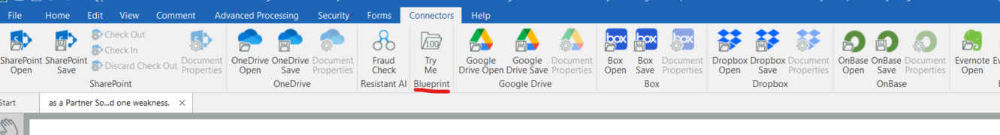 File Home Edit View Comment Advanced Processing Security Forms Connectors Help
SharePoint Open
SharePoint Save
Check Out
Check In
Discard Check Out
Document Properties
SharePoint
OneDrive Open
OneDrive Save
Document Properties
OneDrive
Fraud Check
Resistant AI
100
Try Me
Blueprint
Google Drive Open
Google Drive Save
Document Properties
Google Drive
box
Box Open
box
Box Save
box
Document Properties
Box
Dropbox Open
Dropbox Save
Document Properties
Dropbox
OnBase Open
OnBase Save
Document Properties
OnBase
Evernote Open
Start
as a Partner So...d one weakness.